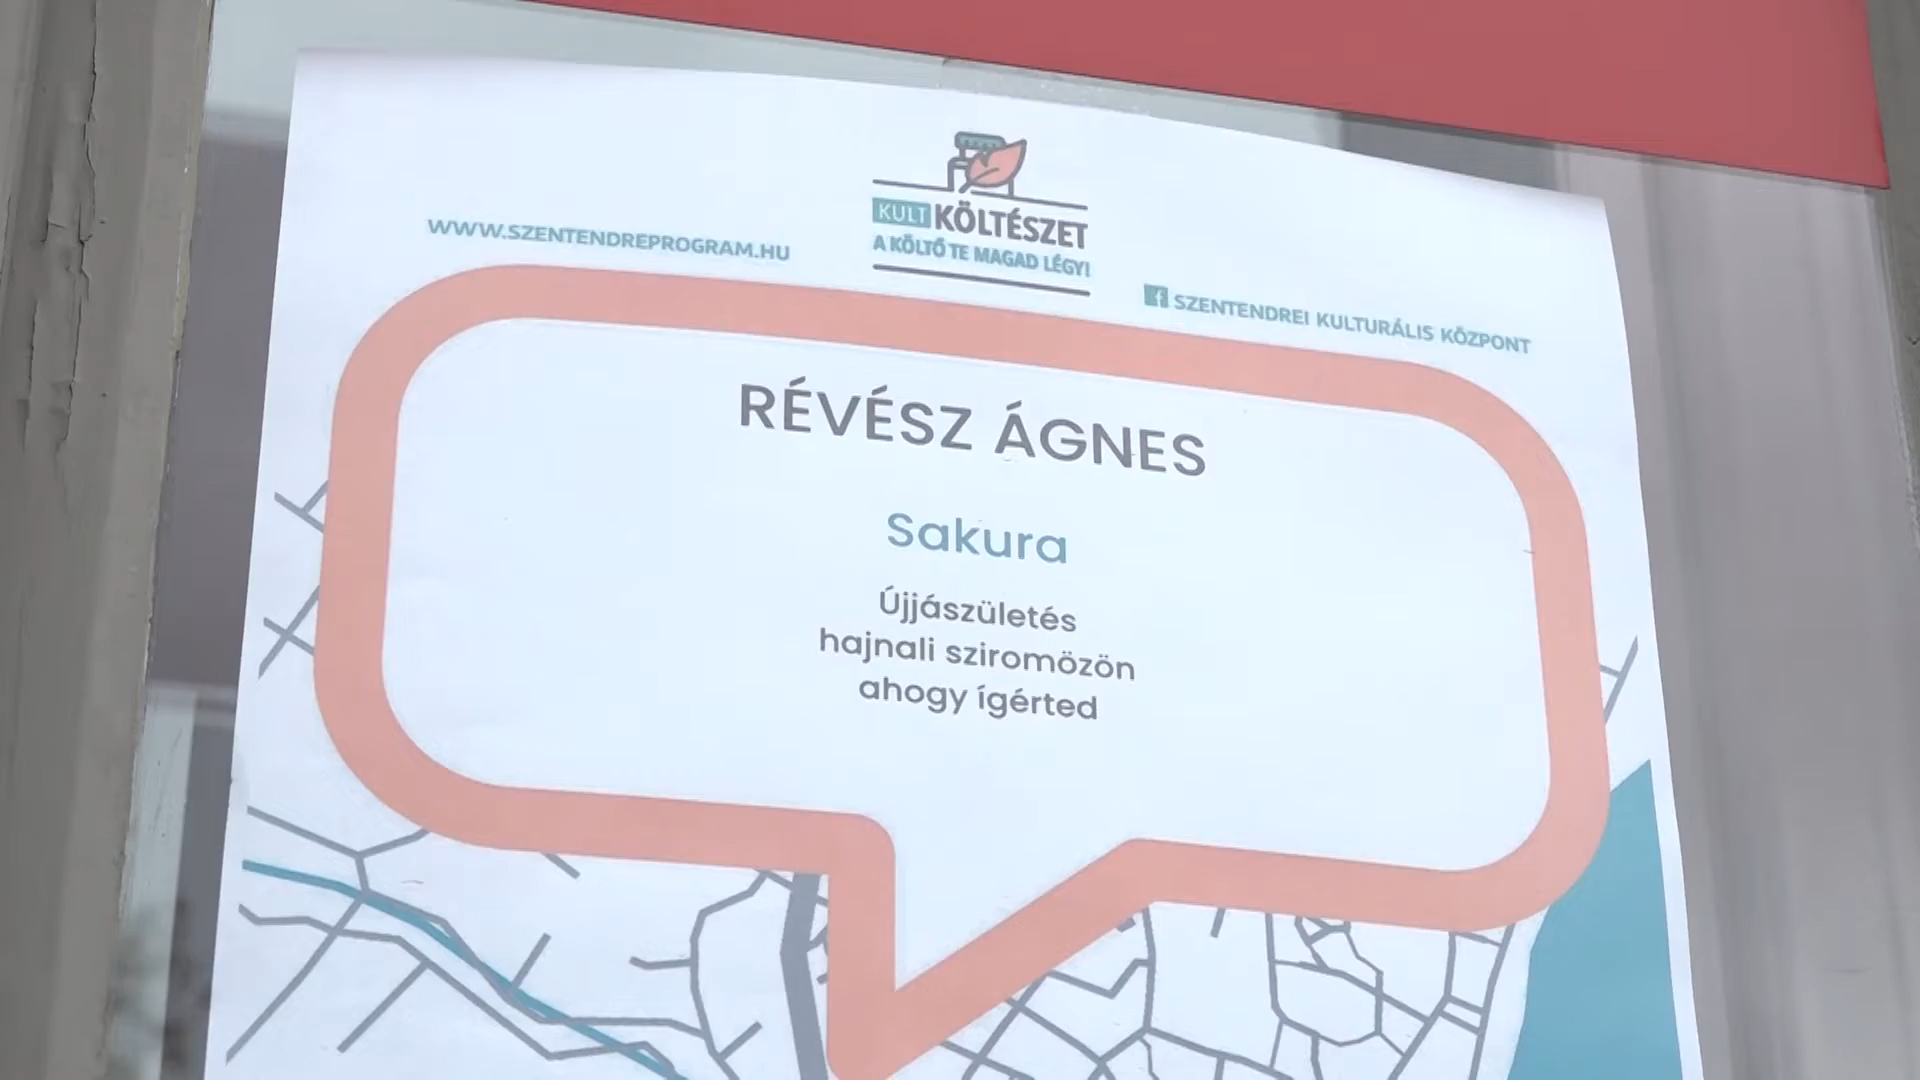 KULT KÖLTÉSZET
A KÖLTŐ TE MAGAD LÉGY!
WWW.SZENTENDREPROGRAM.HU
SZENTENDREI KULTURÁLIS KÖZPONT
RÉVÉSZ ÁGNES
Sakura
Újjászületés
hajnali sziromözön
ahogy ígérted